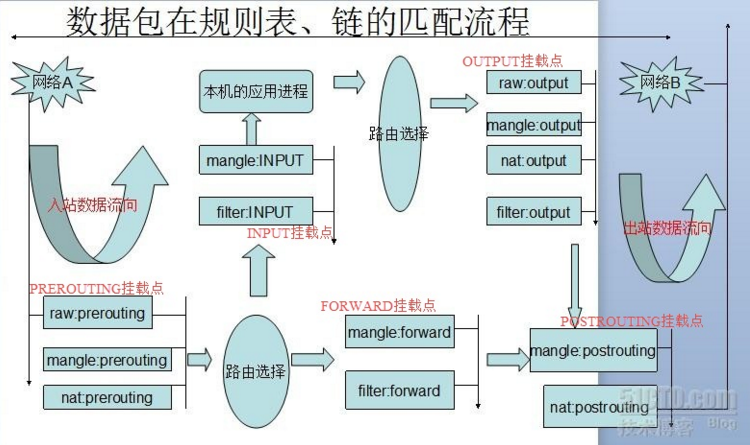 数据包在规则表、链的匹配流程
网络A
本机的应用进程
路由选择
OUTPUT挂载点
raw:output
mangle:output
nat:output
filter:output
网络B
mangle:INPUT
filter:INPUT
INPUT挂载点
入站数据流向
出站数据流向
PREROUTING挂载点
raw:prerouting
mangle:prerouting
nat:prerouting
路由选择
FORWARD挂载点
mangle:forward
filter:forward
POSTROUTING挂载点
mangle:postrouting
nat:postrouting
51CTO.com
技术博客 Blog